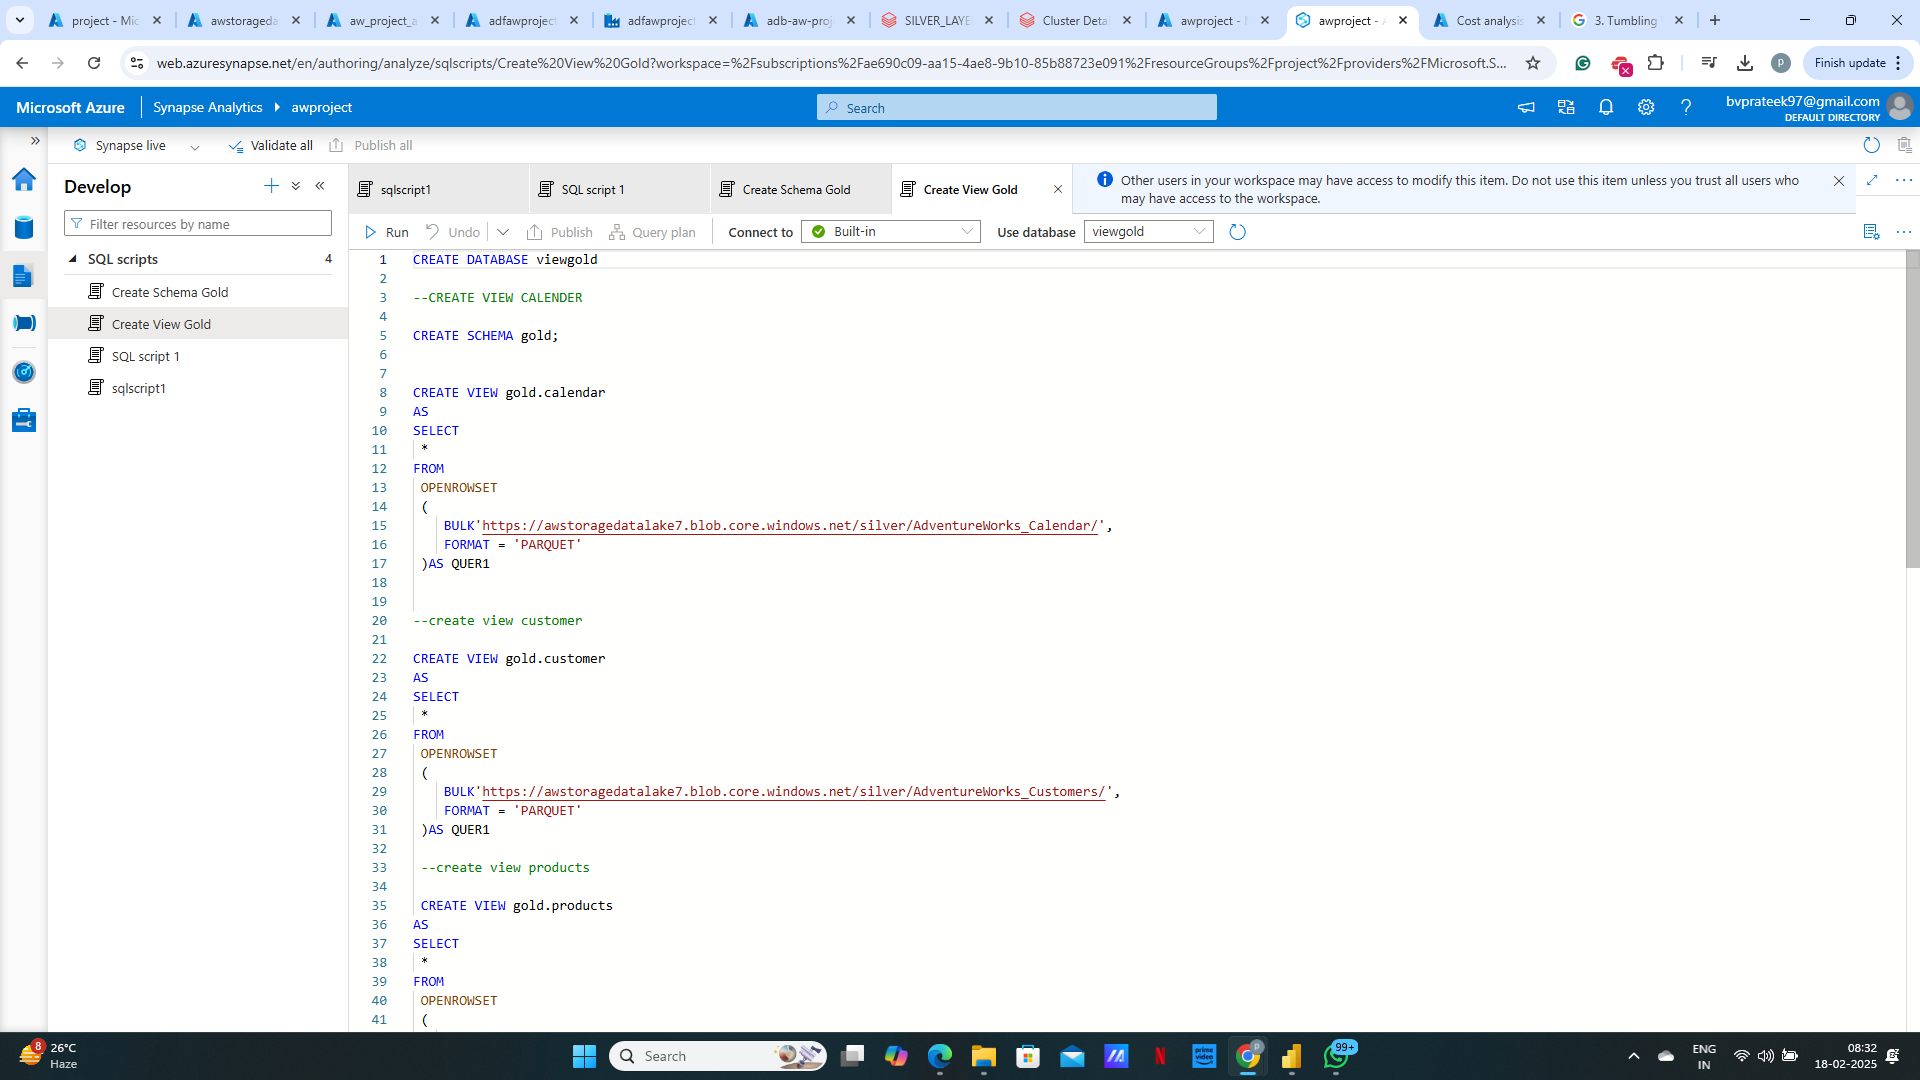 project - Mic
awstorageda
aw_project_a
adfawproject
adfawproject
adb-aw-proj
SILVER_LAYE
Cluster Deta
awproject - M
awproject - A
Cost analysis
3. Tumbling
web.azuresynapse.net/en/authoring/analyze/sqlscripts/Create%20View%20Gold?workspace=%2Fsubscriptions%2Fae690c09-aa15-4ae8-9b10-85b88723e091%2FresourceGroups%2Fproject%2Fproviders%2FMicrosoft.S...
P
Finish update
Microsoft Azure
Synapse Analytics
awproject
Search
bvprateek97@gmail.com
DEFAULT DIRECTORY
Synapse live
Validate all
Publish all
Develop
Filter resources by name
SQL scripts 4
Create Schema Gold
Create View Gold
SQL script 1
sqlscript1
sqlscript1
SQL script 1
Create Schema Gold
Create View Gold
Other users in your workspace may have access to modify this item. Do not use this item unless you trust all users who
may have access to the workspace.
Run
Undo
Publish
Query plan
Connect to
Built-in
Use database
viewgold
1 CREATE DATABASE viewgold
2
3 --CREATE VIEW CALENDER
4
5 CREATE SCHEMA gold;
6
7
8 CREATE VIEW gold.calendar
9 AS
10 SELECT
11 *
12 FROM
13 OPENROWSET
14 (
15 BULK'https://awstoragedatalake7.blob.core.windows.net/silver/AdventureWorks_Calendar/',
16 FORMAT = 'PARQUET'
17 )AS QUER1
18
19
20 --create view customer
21
22 CREATE VIEW gold.customer
23 AS
24 SELECT
25 *
26 FROM
27 OPENROWSET
28 (
29 BULK'https://awstoragedatalake7.blob.core.windows.net/silver/AdventureWorks_Customers/',
30 FORMAT = 'PARQUET'
31 )AS QUER1
32
33 --create view products
34
35 CREATE VIEW gold.products
36 AS
37 SELECT
38 *
39 FROM
40 OPENROWSET
41 (
8
26°C
Haze
Search
prime video
N
P
99+
ENG
IN
08:32
18-02-2025